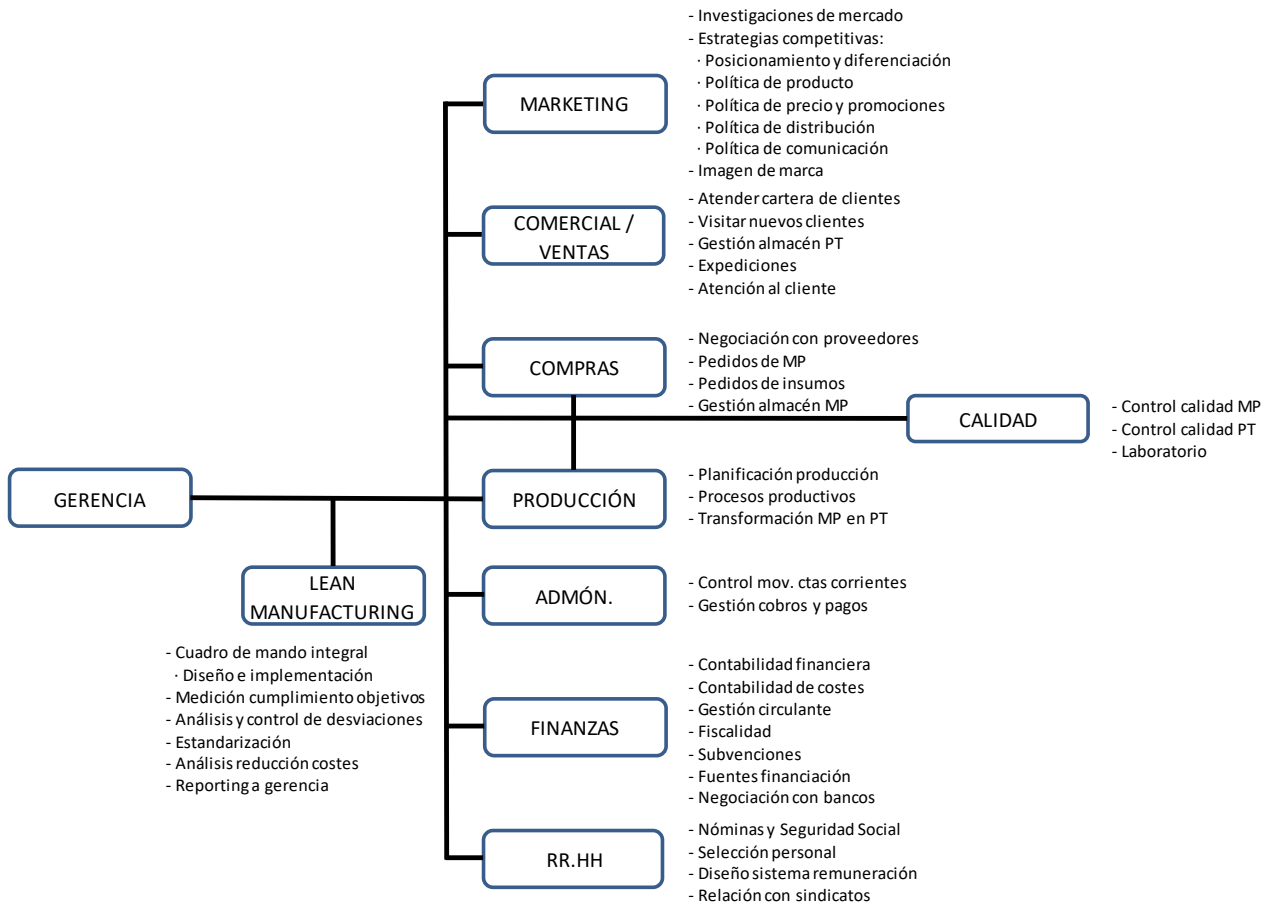 MARKETING
- Investigaciones de mercado
- Estrategias competitivas:
· Posicionamiento y diferenciación
· Política de producto
· Política de precio y promociones
· Política de distribución
· Política de comunicación
- Imagen de marca
COMERCIAL /
VENTAS
- Atender cartera de clientes
- Visitar nuevos clientes
- Gestión almacén PT
- Expediciones
- Atención al cliente
COMPRAS
- Negociación con proveedores
- Pedidos de MP
- Pedidos de insumos
- Gestión almacén MP
CALIDAD
- Control calidad MP
- Control calidad PT
- Laboratorio
GERENCIA
PRODUCCIÓN
- Planificación producción
- Procesos productivos
- Transformación MP en PT
LEAN
MANUFACTURING
- Cuadro de mando integral
· Diseño e implementación
- Medición cumplimiento objetivos
- Análisis y control de desviaciones
- Estandarización
- Análisis reducción costes
- Reporting a gerencia
ADMÓN.
- Control mov. ctas corrientes
- Gestión cobros y pagos
FINANZAS
- Contabilidad financiera
- Contabilidad de costes
- Gestión circulante
- Fiscalidad
- Subvenciones
- Fuentes financiación
- Negociación con bancos
RR.HH
- Nóminas y Seguridad Social
- Selección personal
- Diseño sistema remuneración
- Relación con sindicatos